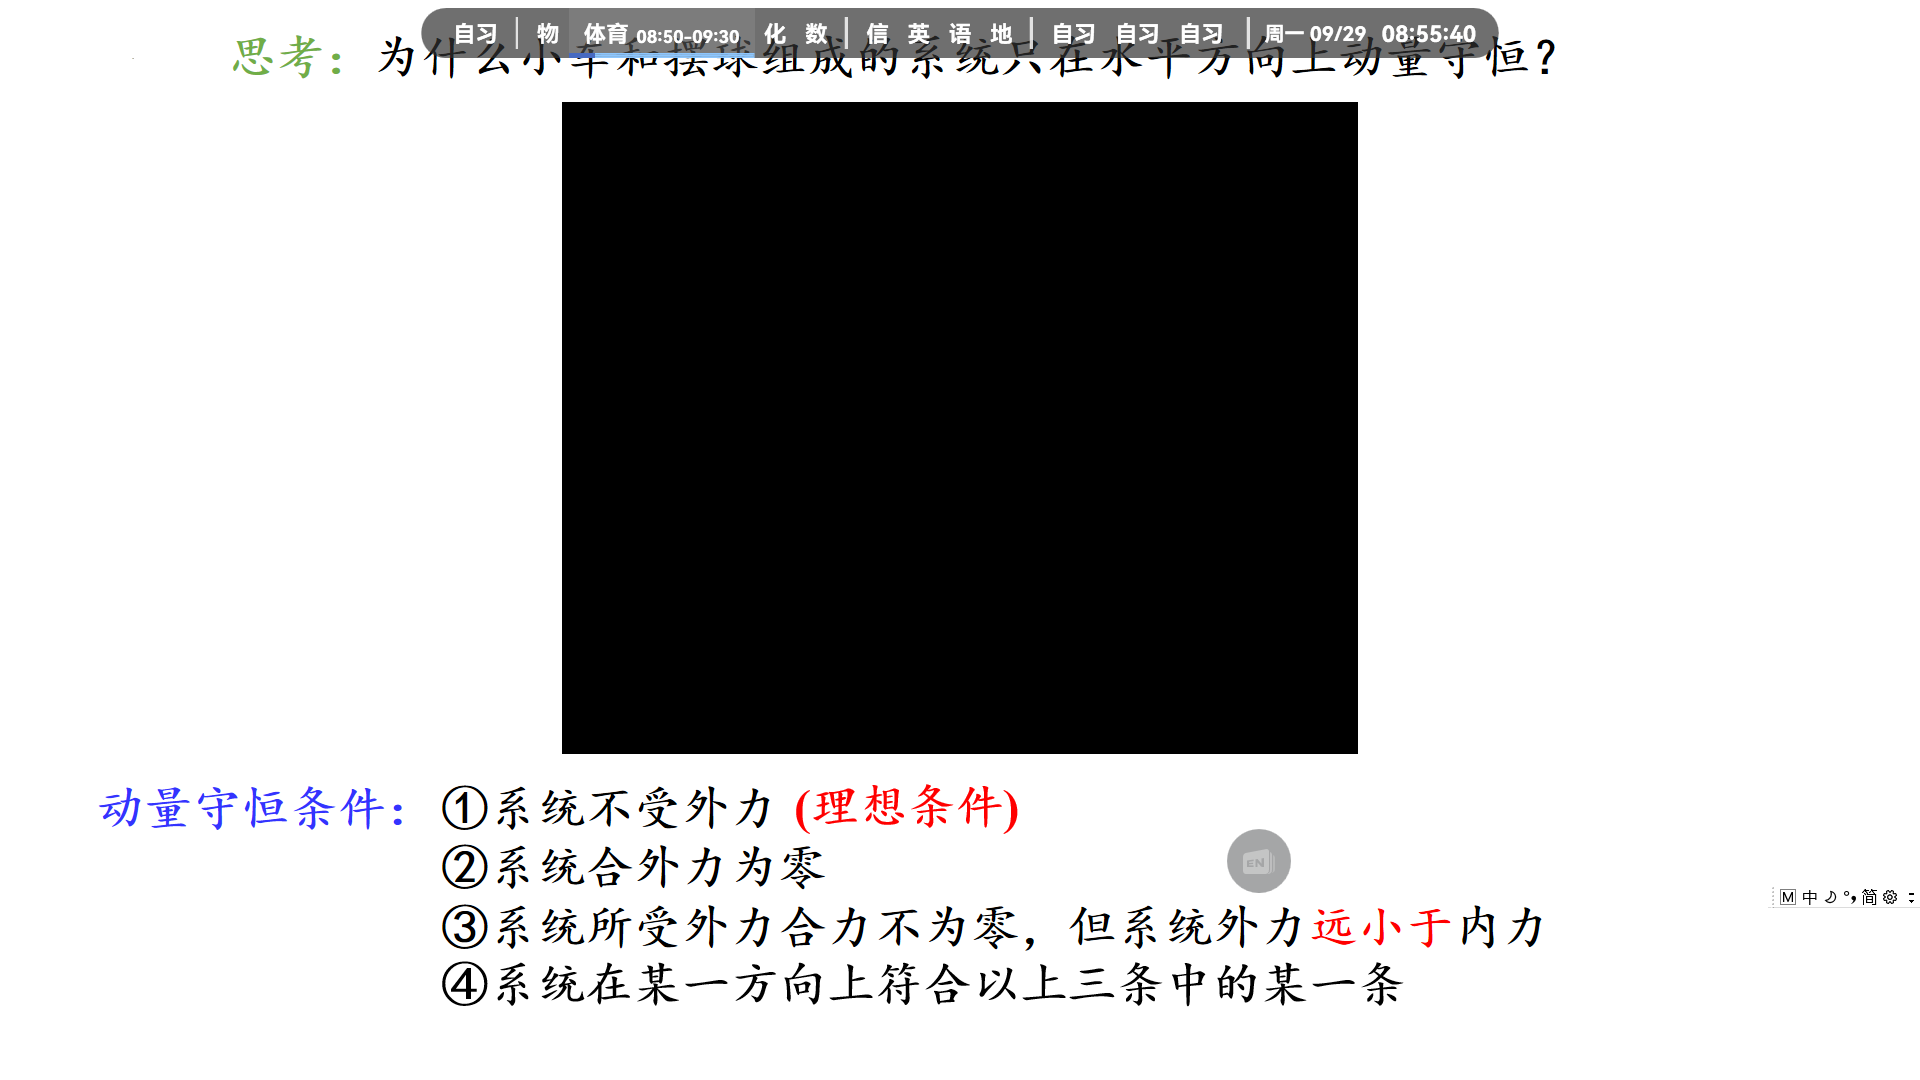 自习 | 物 体育 08:50-09:30 化 数 | 信 英 语 地 | 自习 自习 自习 | 周一 09/29 08:55:40
思考：为什么小车和摆球组成的系统只在水平方向上动量守恒？
动量守恒条件：①系统不受外力 (理想条件)
②系统合外力为零
EN
③系统所受外力合力不为零，但系统外力远小于内力
M 中 简
④系统在某一方向上符合以上三条中的某一条